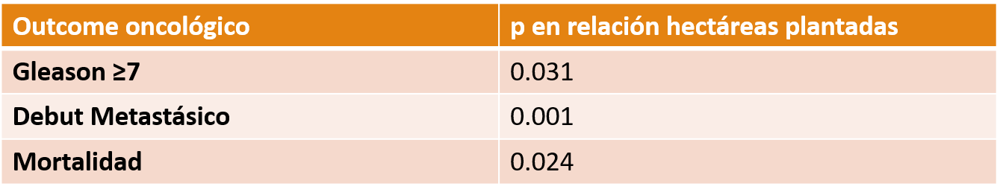 Outcome oncológico p en relación hectáreas plantadas
Gleason ≥7 0.031
Debut Metastásico 0.001
Mortalidad 0.024